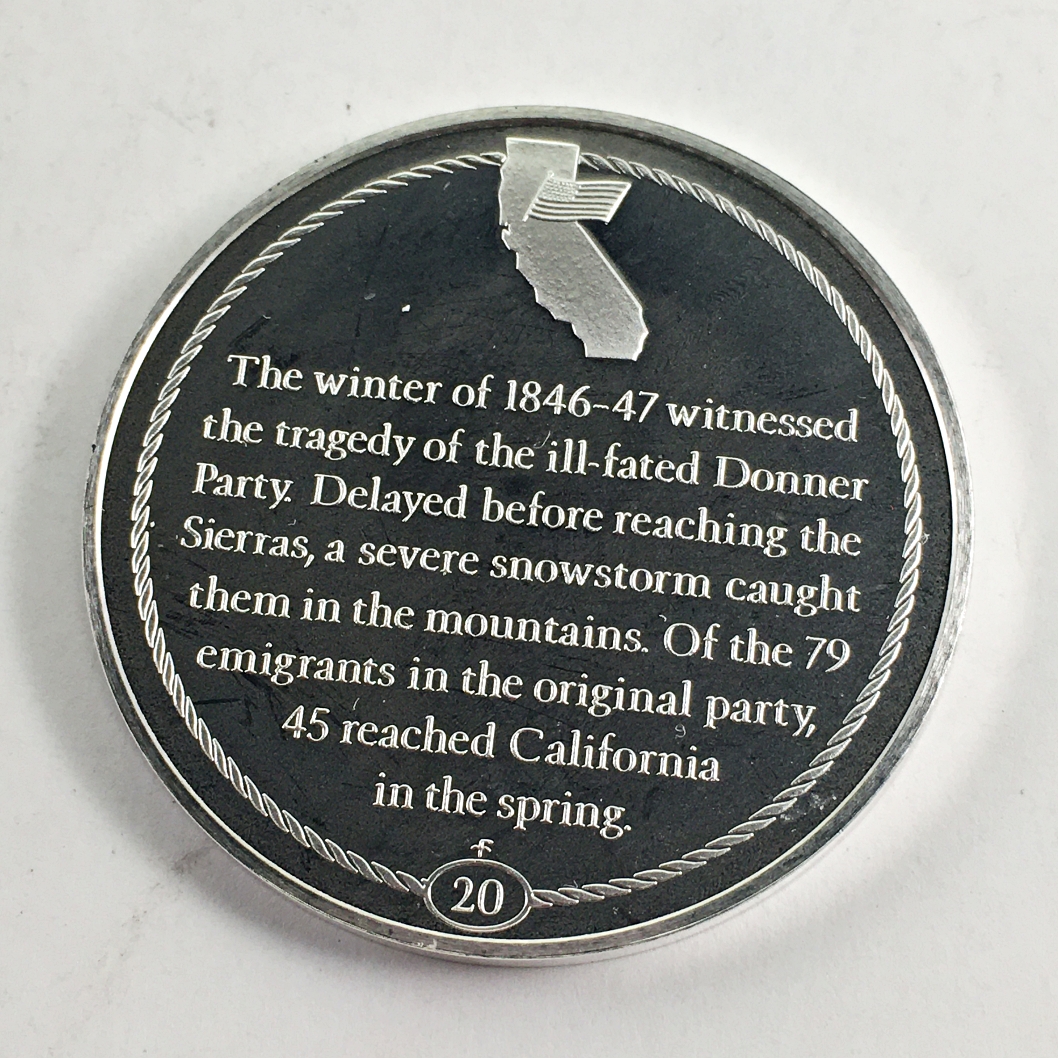 The winter of 1846-47 witnessed
the tragedy of the ill-fated Donner
Party. Delayed before reaching the
Sierras, a severe snowstorm caught
them in the mountains. Of the 79
emigrants in the original party,
45 reached California
in the spring.
20